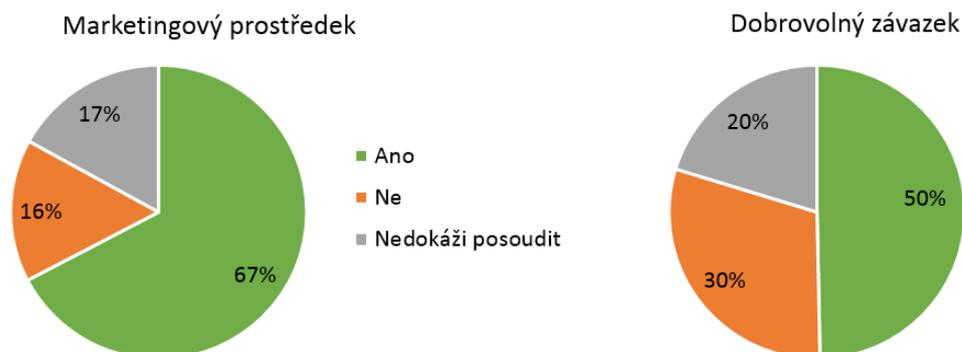 Marketingový prostředek
17%
16%
67%
Ano
Ne
Nedokáži posoudit
Dobrovolný závazek
20%
50%
30%